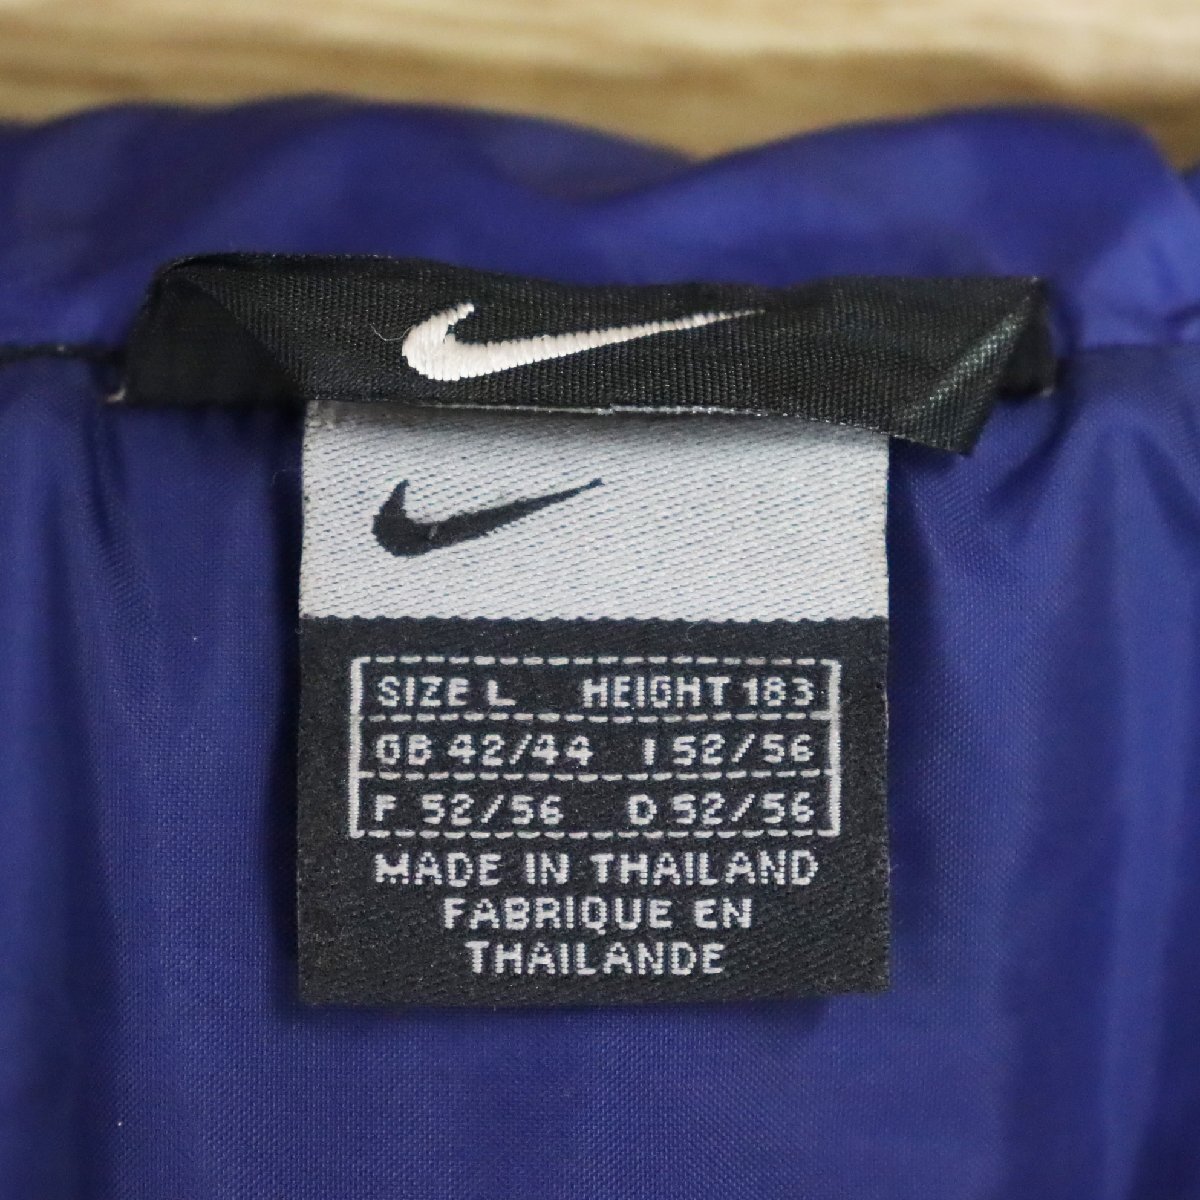 SIZE L HEIGHT 183
GB 42/44 I 52/56
F 52/56 D 52/56
MADE IN THAILAND
FABRIQUE EN
THAILANDE